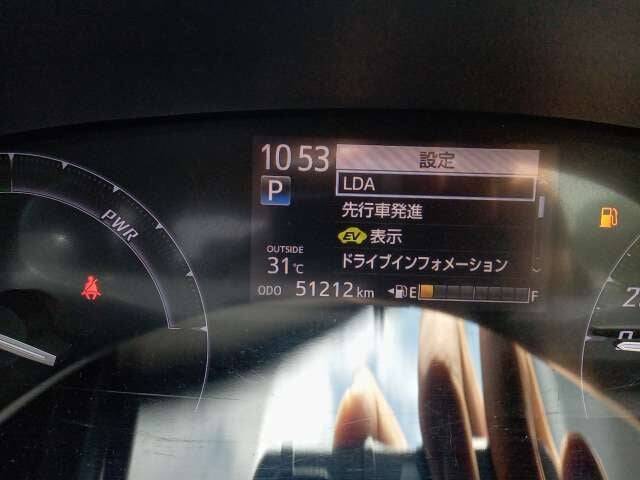 10 53
設定
P
LDA
先行車発進
EV 表示
ドライブインフォメーション
OUTSIDE
31℃
ODO 51212 km
E F
PWR